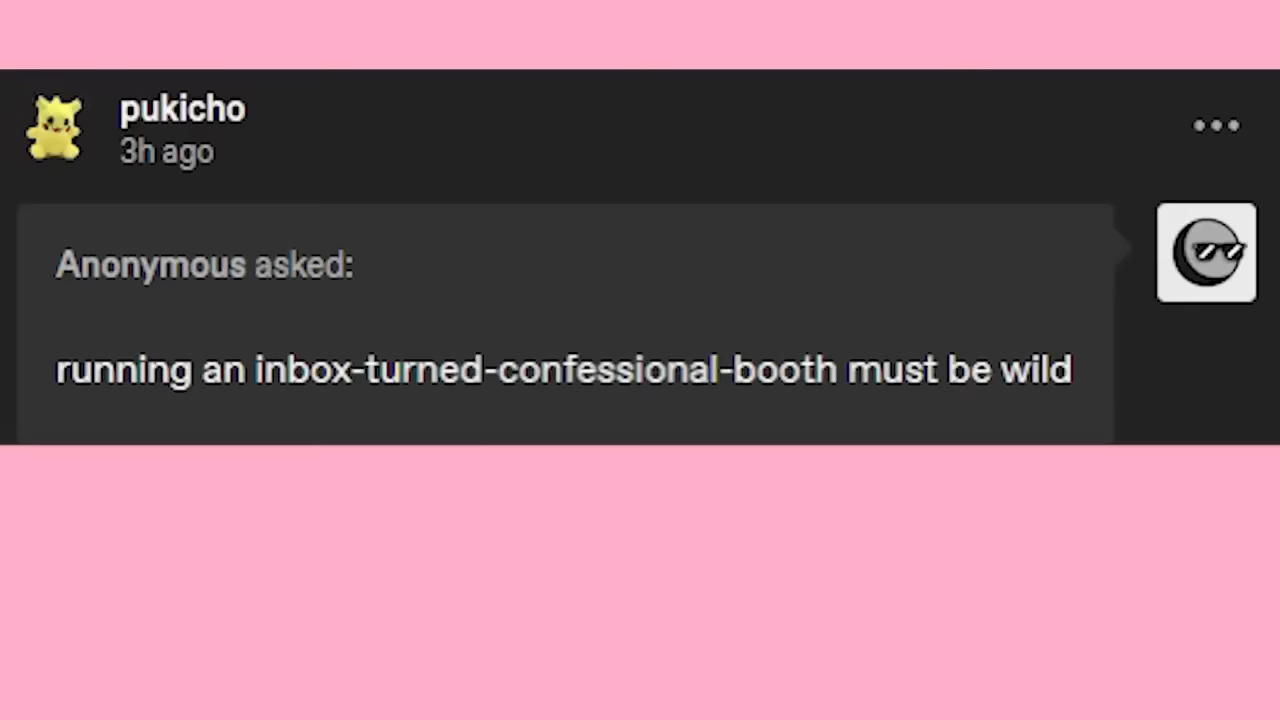 pukicho
3h ago
Anonymous asked:
running an inbox-turned-confessional-booth must be wild